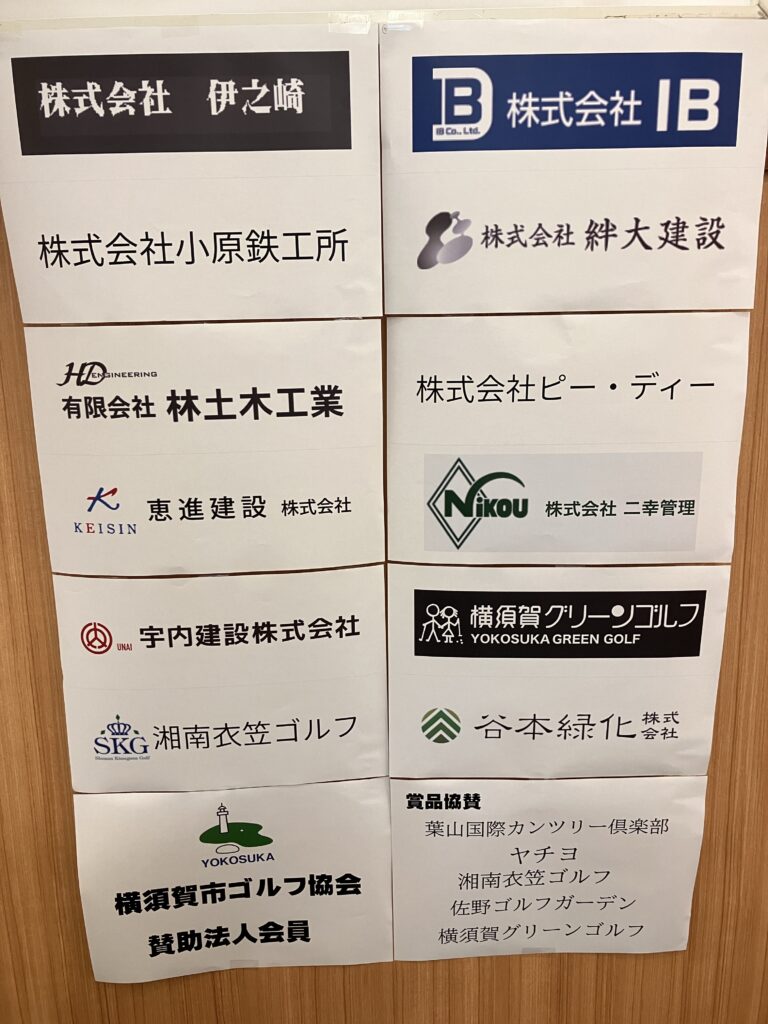 株式会社 伊之崎
IB Co., Ltd.
株式会社 IB
株式会社小原鉄工所
株式会社 絆大建設
HD ENGINEERING
有限会社 林土木工業
株式会社ピー・ディー
KEISIN
恵進建設 株式会社
NiKOU
株式会社 二幸管理
UNAI
宇内建設株式会社
横須賀グリーンゴルフ
YOKOSUKA GREEN GOLF
SKG
Shonan Kinugasa Golf
湘南衣笠ゴルフ
谷本緑化 株式会社
YOKOSUKA
横須賀市ゴルフ協会
賛助法人会員
賞品協賛
葉山国際カンツリー倶楽部
ヤチヨ
湘南衣笠ゴルフ
佐野ゴルフガーデン
横須賀グリーンゴルフ